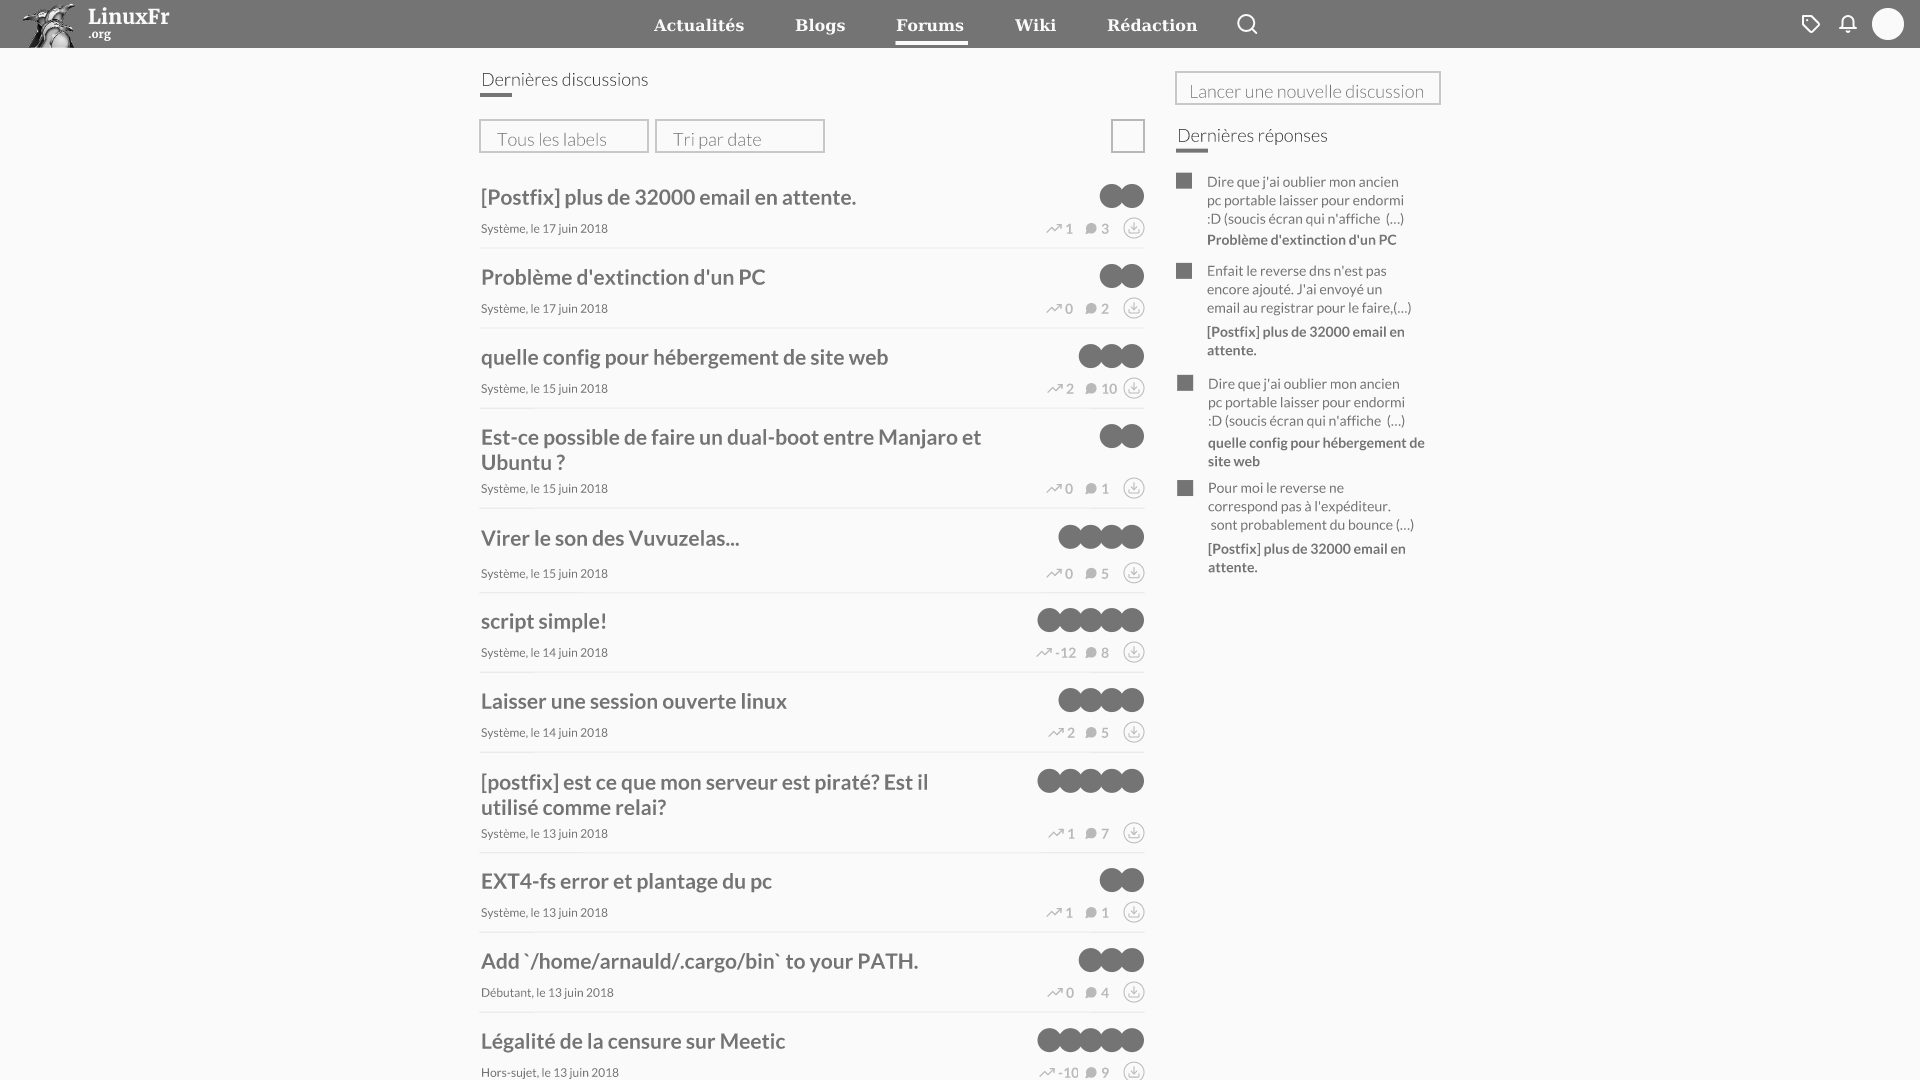 LinuxFr
.org
Actualités
Blogs
Forums
Wiki
Rédaction
Dernières discussions
Tous les labels
Tri par date
[Postfix] plus de 32000 email en attente.
Système, le 17 juin 2018
1
3
Problème d'extinction d'un PC
Système, le 17 juin 2018
0
2
quelle config pour hébergement de site web
Système, le 15 juin 2018
2
10
Est-ce possible de faire un dual-boot entre Manjaro et
Ubuntu ?
Système, le 15 juin 2018
0
1
Virer le son des Vuvuzelas...
Système, le 15 juin 2018
0
5
script simple!
Système, le 14 juin 2018
-12
8
Laisser une session ouverte linux
Système, le 14 juin 2018
2
5
[postfix] est ce que mon serveur est piraté? Est il
utilisé comme relai?
Système, le 13 juin 2018
1
7
EXT4-fs error et plantage du pc
Système, le 13 juin 2018
1
1
Add `/home/arnauld/.cargo/bin` to your PATH.
Débutant, le 13 juin 2018
0
4
Légalité de la censure sur Meetic
Hors-sujet, le 13 juin 2018
-10
9
Lancer une nouvelle discussion
Dernières réponses
Dire que j'ai oublier mon ancien
pc portable laisser pour endormi
:D (soucis écran qui n'affiche (...)
Problème d'extinction d'un PC
Enfait le reverse dns n'est pas
encore ajouté. J'ai envoyé un
email au registrar pour le faire,(...)
[Postfix] plus de 32000 email en
attente.
Dire que j'ai oublier mon ancien
pc portable laisser pour endormi
:D (soucis écran qui n'affiche (...)
quelle config pour hébergement de
site web
Pour moi le reverse ne
correspond pas à l'expéditeur.
sont probablement du bounce (...)
[Postfix] plus de 32000 email en
attente.